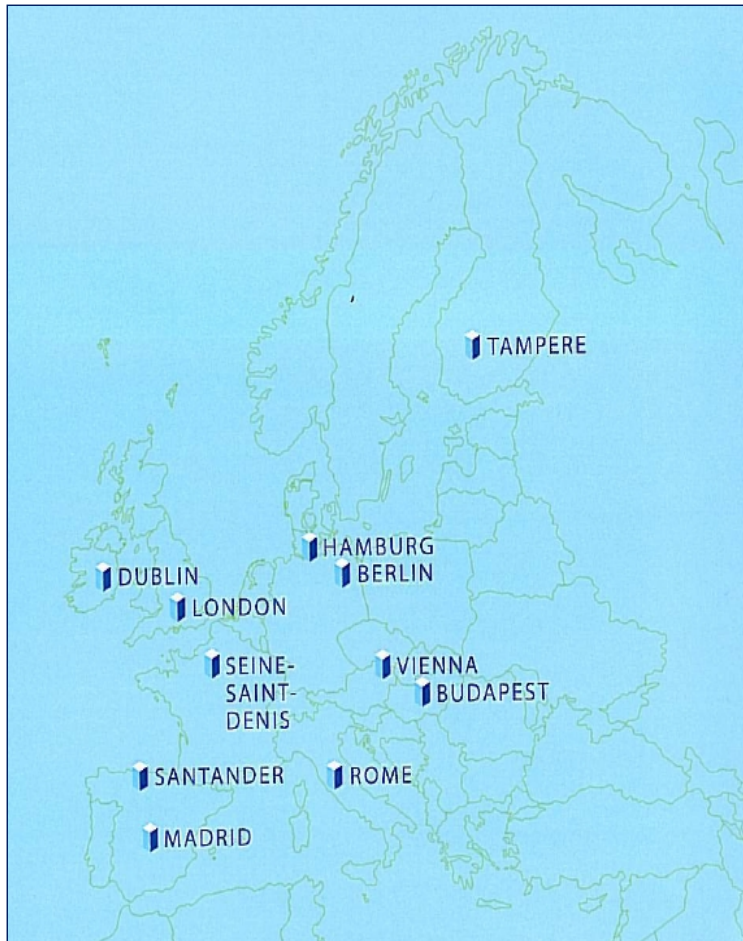 TAMPERE
HAMBURG
BERLIN
DUBLIN
LONDON
SEINE-
SAINT-
DENIS
VIENNA
BUDAPEST
SANTANDER
ROME
MADRID